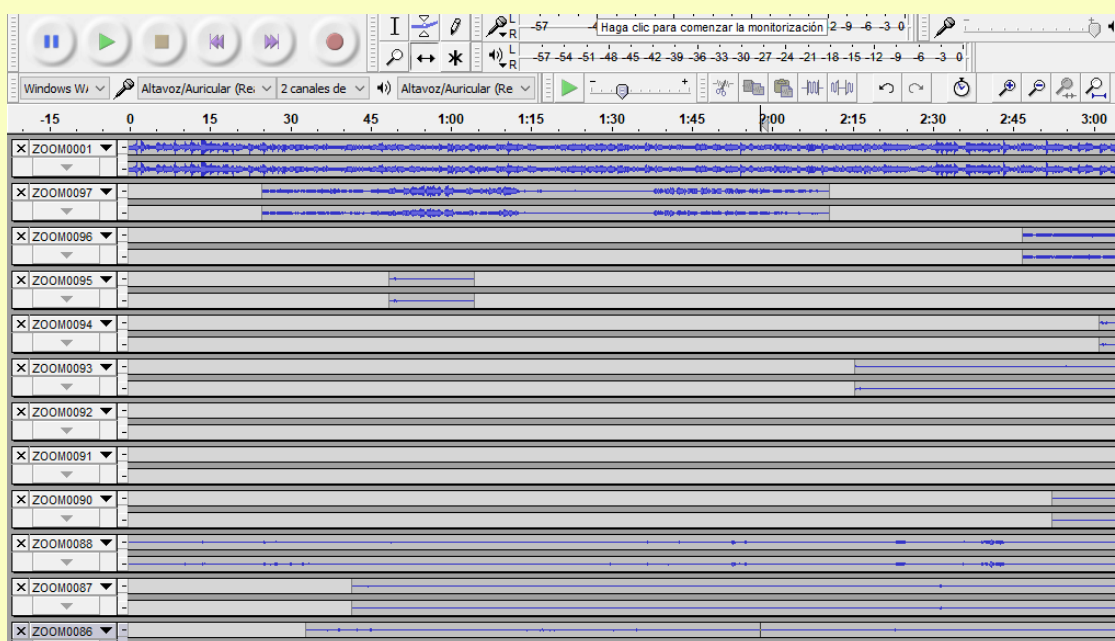 L
R
-57
Haga clic para comenzar la monitorización
2 -9 -6 -3 0
L
R
-57 -54 -51 -48 -45 -42 -39 -36 -33 -30 -27 -24 -21 -18 -15 -12 -9 -6 -3 0
Altavoz/Auricular (Re
2 canales de
Altavoz/Auricular (Re
-15 0 15 30 45 1:00 1:15 1:30 1:45 2:00 2:15 2:30 2:45 3:00
ZOOM0001
ZOOM0097
ZOOM0096
ZOOM0095
ZOOM0094
ZOOM0093
ZOOM0092
ZOOM0091
ZOOM0090
ZOOM0088
ZOOM0087
ZOOM0086